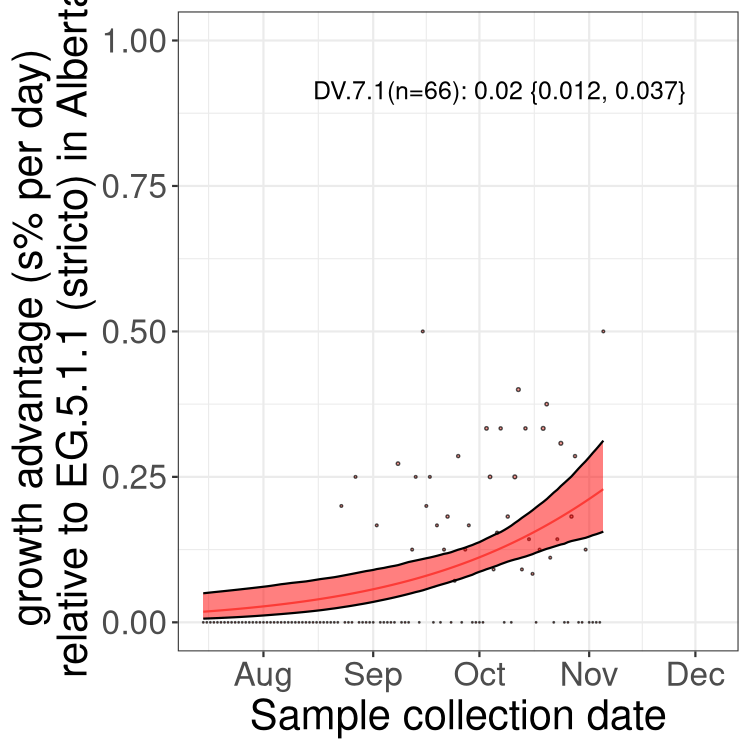 growth advantage (s% per day)
relative to EG.5.1.1 (stricto) in Alberta
1.00
0.75
0.50
0.25
0.00
DV.7.1(n=66): 0.02 {0.012, 0.037}
Aug Sep Oct Nov Dec
Sample collection date